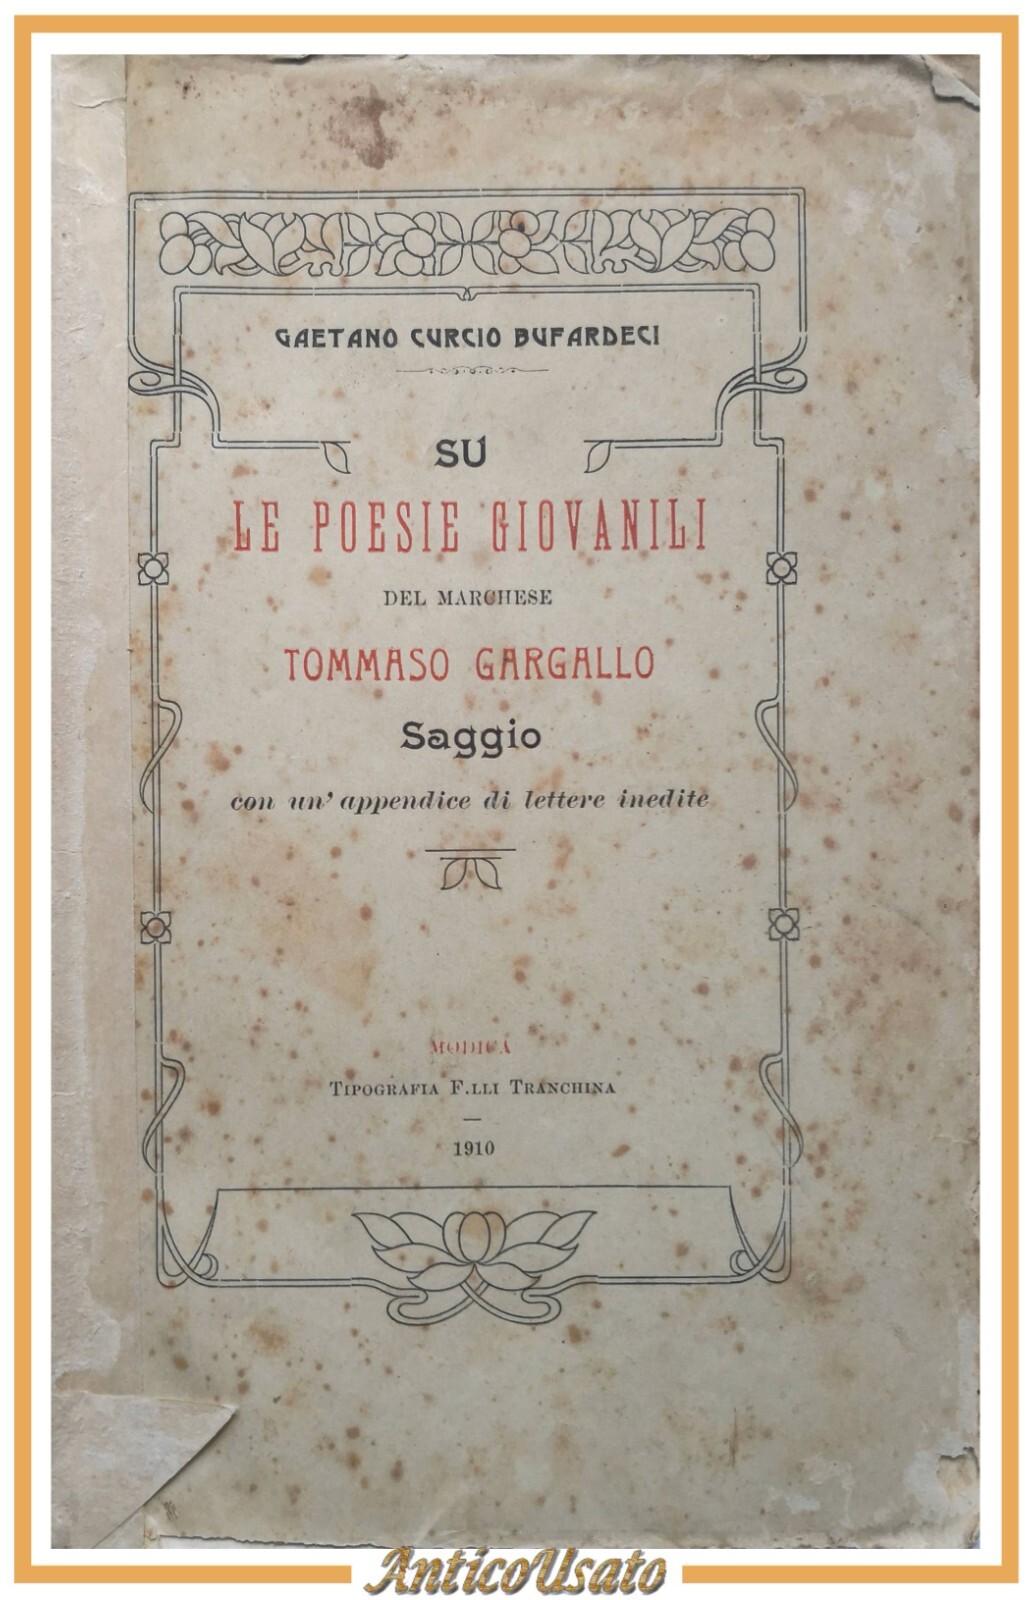 GAETANO CURCIO BUFARDECI
SU
LE POESIE GIOVANILI
DEL MARCHESE
TOMMASO GARGALLO
Saggio
con un' appendice di lettere inedite
MODICA
TIPOGRAFIA F.LLI TRANCHINA
1910
AnticoUsato